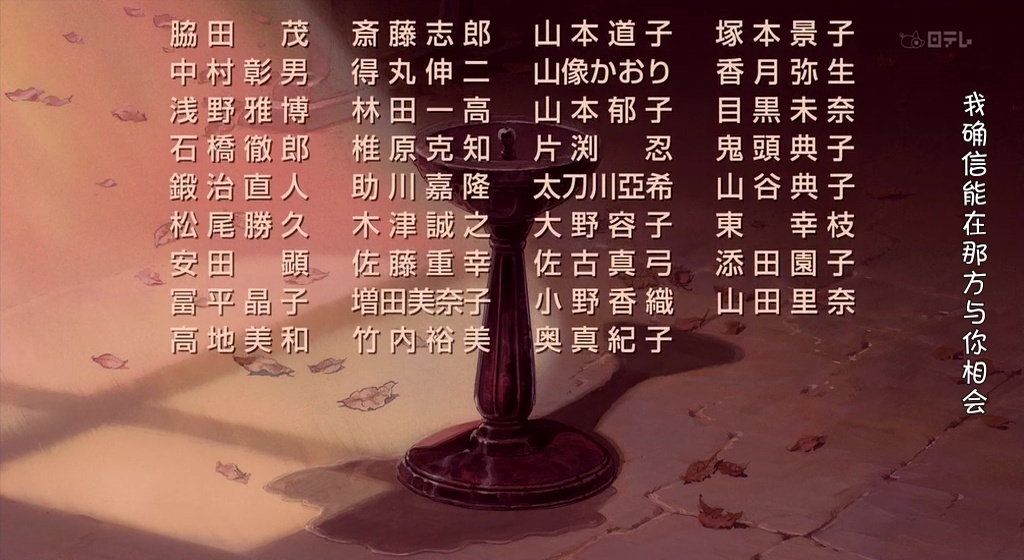 脇田 茂 斎藤志郎 山本道子 塚本景子
中村彰男 得丸伸二 山像かおり 香月弥生
浅野雅博 林田一高 山本郁子 目黒未奈
石橋徹郎 椎原克知 片渕 忍 鬼頭典子
鍛治直人 助川嘉隆 太刀川亞希 山谷典子
松尾勝久 木津誠之 大野容子 東 幸枝
安田 顕 佐藤重幸 佐古真弓 添田園子
冨平晶子 増田美奈子 小野香織 山田里奈
高地美和 竹内裕美 奥真紀子
日テレ
我确信能在那方与你相会